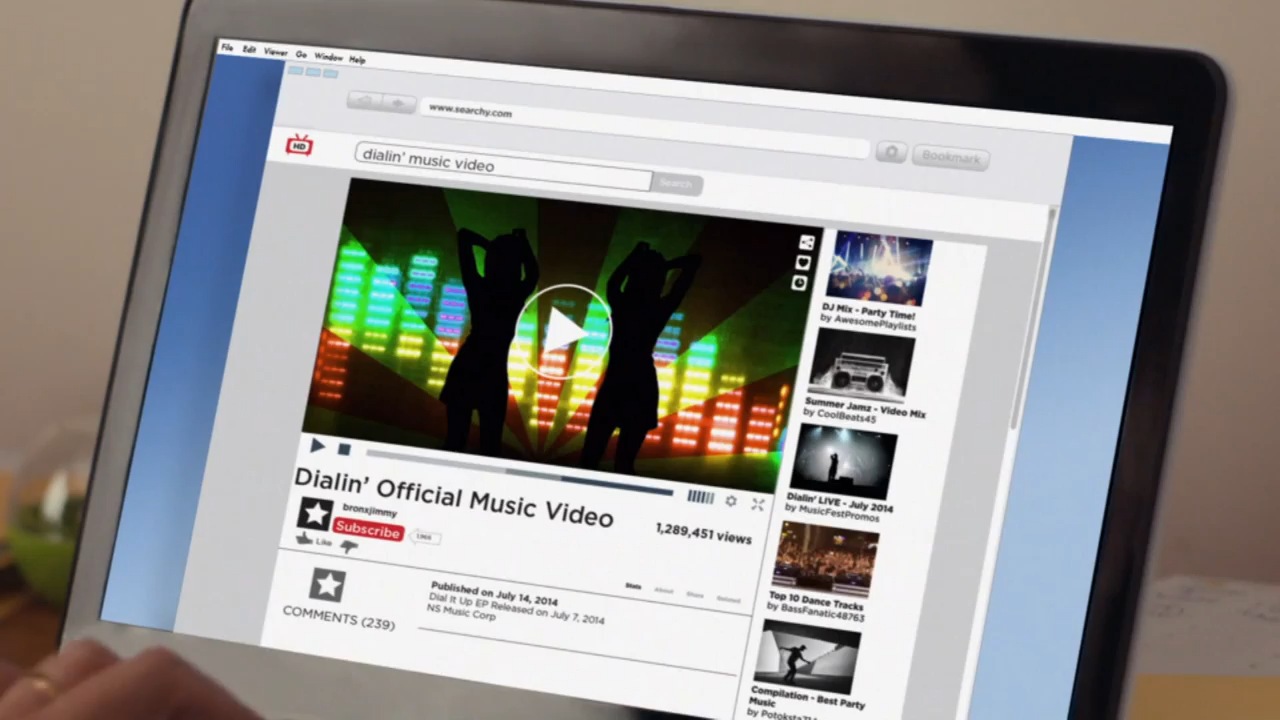 File Edit Viewer Go Window Help
www.searchy.com
Bookmark
HD
dialin' music video
Search
DJ Mix - Party Time!
by AwesomePlaylists
Summer Jamz - Video Mix
by CoolBeats45
Dialin' LIVE - July 2014
by MusicFestPromos
Top 10 Dance Tracks
by BassFanatic48763
Compilation - Best Party
Music
Dialin' Official Music Video
bronxjimmy
1,289,451 views
Subscribe
Like
Stats About Share
Published on July 14, 2014
Dial It Up EP Released on July 7, 2014
NS Music Corp
COMMENTS (239)